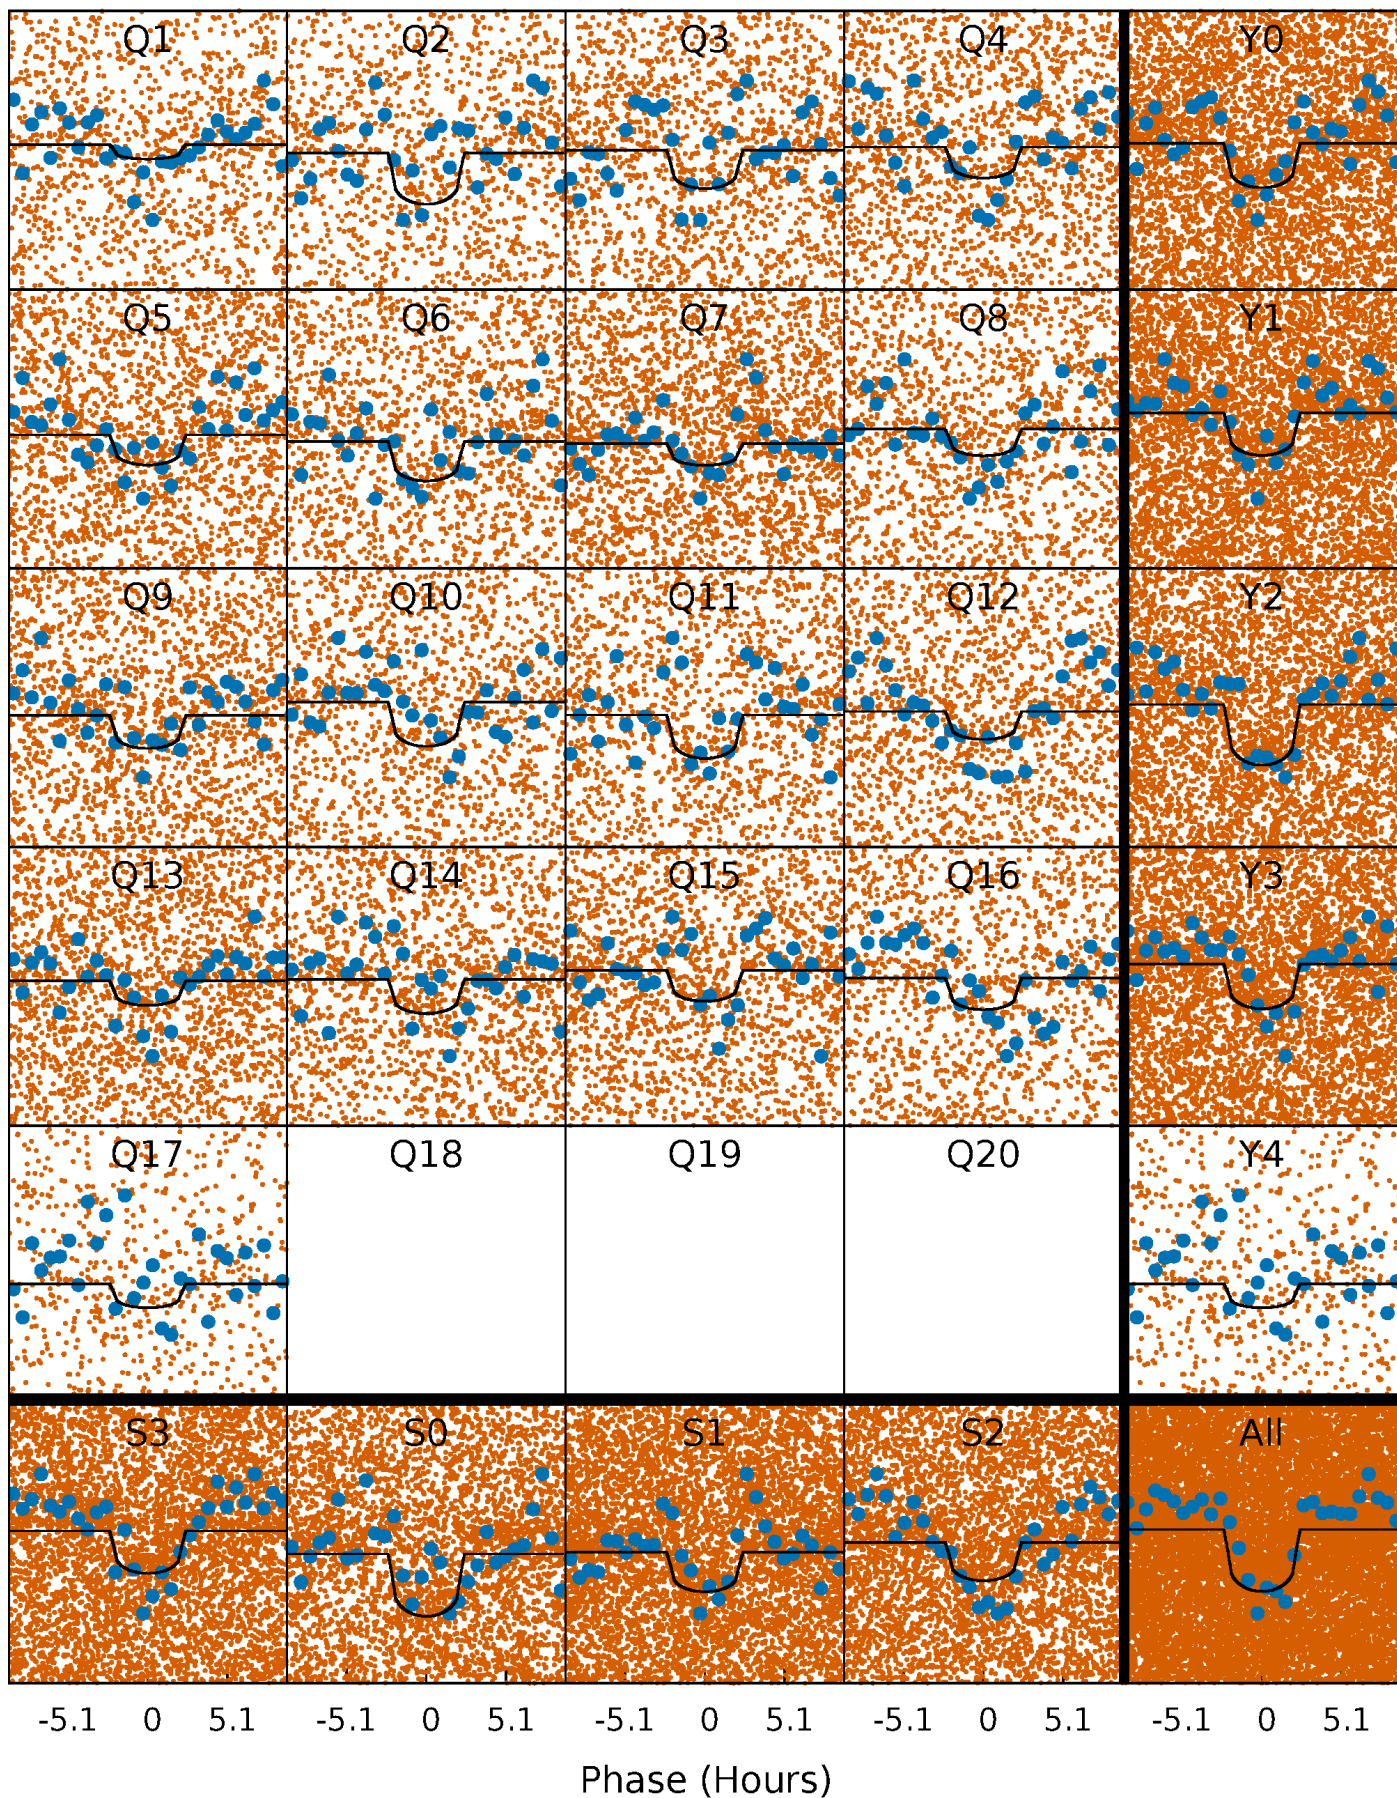 Q1 Q2 Q3 Q4 Y0
Q5 Q6 Q7 Q8 Y1
Q9 Q10 Q11 Q12 Y2
Q13 Q14 Q15 Q16 Y3
Q17 Q18 Q19 Q20 Y4
S3 S0 S1 S2 All
-5.1 0 5.1 -5.1 0 5.1 -5.1 0 5.1 -5.1 0 5.1 -5.1 0 5.1
Phase (Hours)